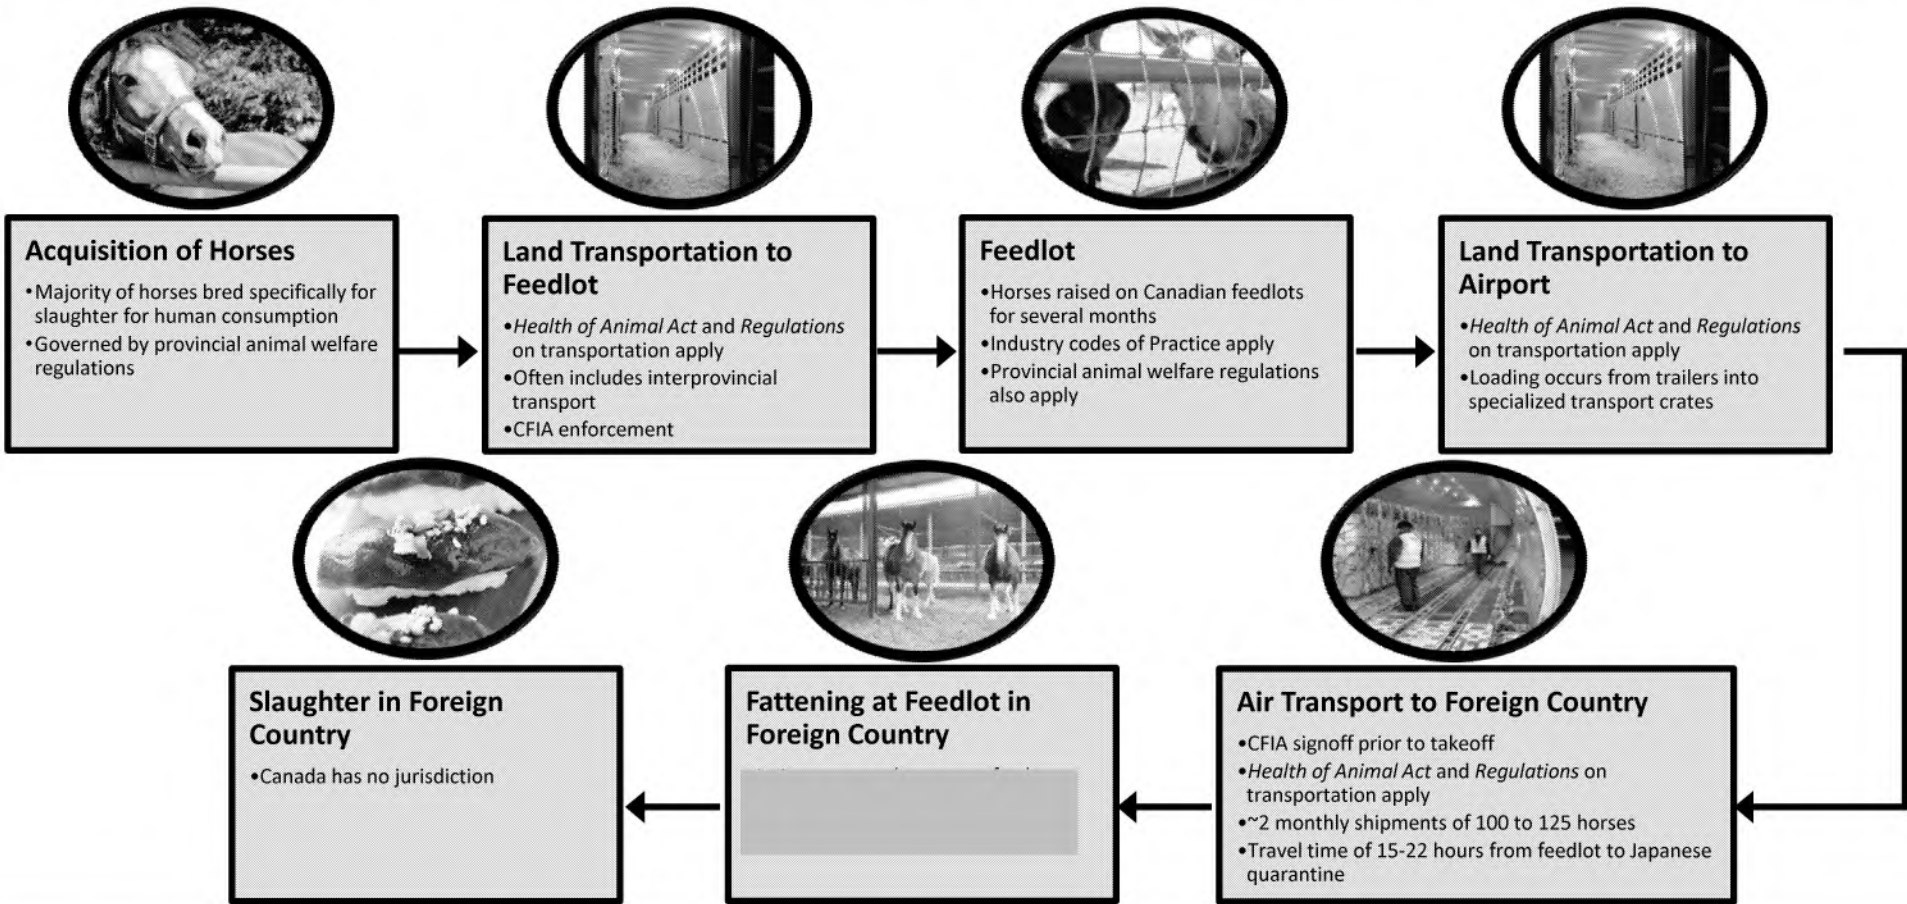 Acquisition of Horses
•Majority of horses bred specifically for
slaughter for human consumption
•Governed by provincial animal welfare
regulations
Land Transportation to
Feedlot
•Health of Animal Act and Regulations
on transportation apply
•Often includes interprovincial
transport
•CFIA enforcement
Feedlot
•Horses raised on Canadian feedlots
for several months
•Industry codes of Practice apply
•Provincial animal welfare regulations
also apply
Land Transportation to
Airport
•Health of Animal Act and Regulations
on transportation apply
•Loading occurs from trailers into
specialized transport crates
Air Transport to Foreign Country
•CFIA signoff prior to takeoff
•Health of Animal Act and Regulations on
transportation apply
•~2 monthly shipments of 100 to 125 horses
•Travel time of 15-22 hours from feedlot to Japanese
quarantine
Fattening at Feedlot in
Foreign Country
Slaughter in Foreign
Country
•Canada has no jurisdiction